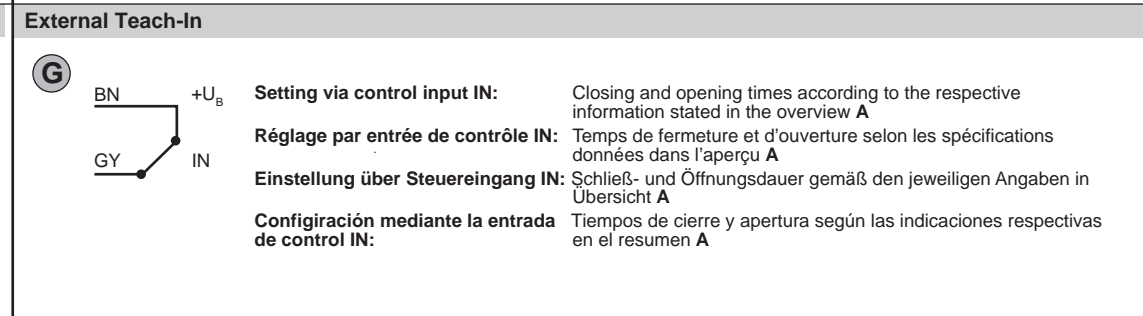 External Teach-In
G
BN +U_B
GY IN
Setting via control input IN: Closing and opening times according to the respective
information stated in the overview A
Réglage par entrée de contrôle IN: Temps de fermeture et d'ouverture selon les spécifications
données dans l'aperçu A
Einstellung über Steuereingang IN: Schließ- und Öffnungsdauer gemäß den jeweiligen Angaben in
Übersicht A
Configiración mediante la entrada Tiempos de cierre y apertura según las indicaciones respectivas
de control IN: en el resumen A